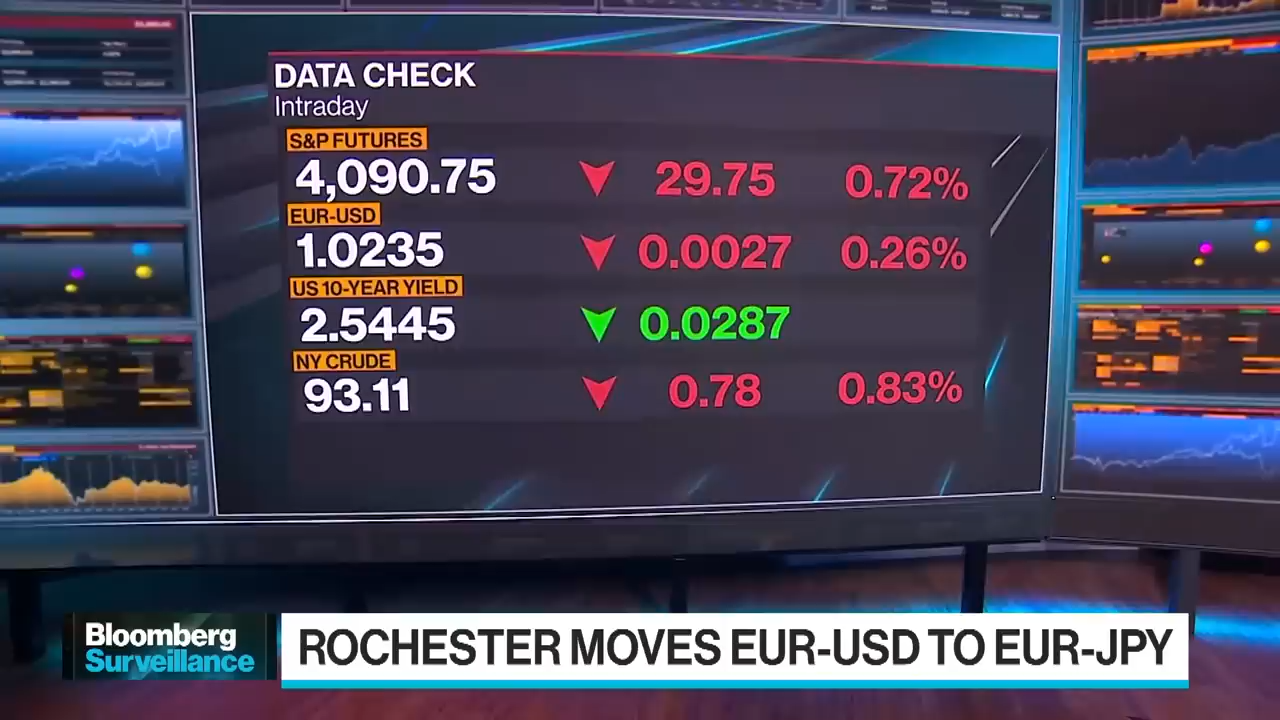 DATA CHECK
Intraday
S&P FUTURES
4,090.75 29.75 0.72%
EUR-USD
1.0235 0.0027 0.26%
US 10-YEAR YIELD
2.5445 0.0287
NY CRUDE
93.11 0.78 0.83%
Bloomberg
Surveillance
ROCHESTER MOVES EUR-USD TO EUR-JPY